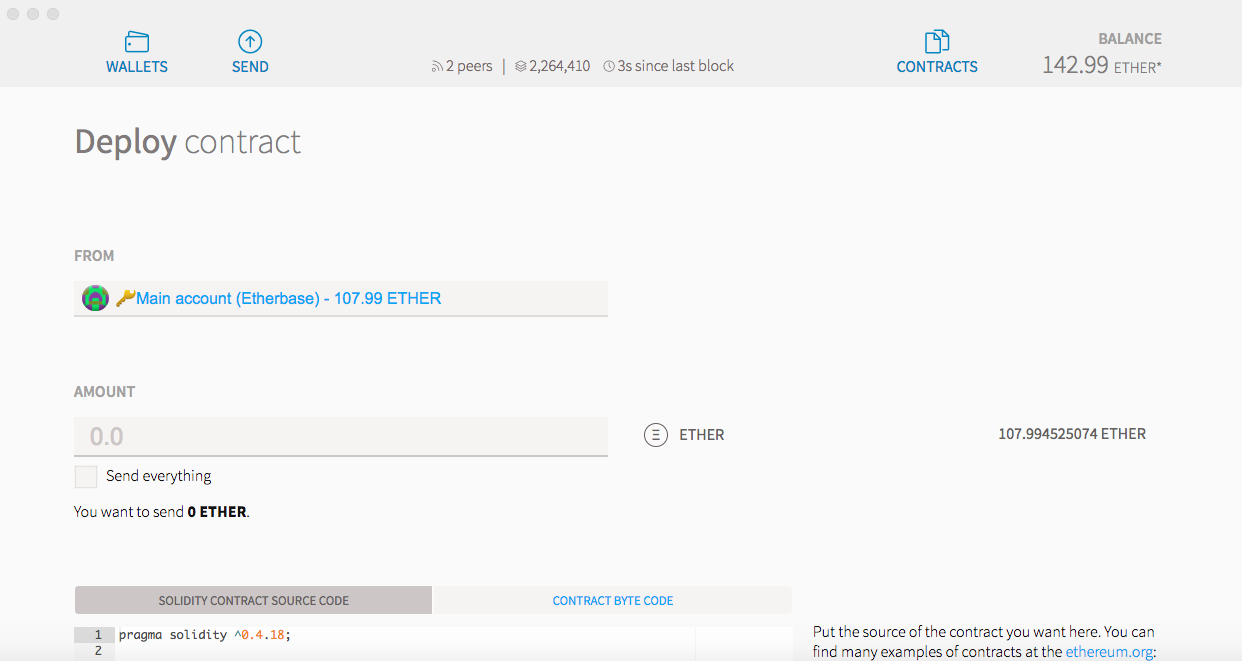 WALLETS
SEND
2 peers | 2,264,410 3s since last block
CONTRACTS
BALANCE
142.99 ETHER*
Deploy contract
FROM
Main account (Etherbase) - 107.99 ETHER
AMOUNT
0.0
ETHER
107.994525074 ETHER
Send everything
You want to send 0 ETHER.
SOLIDITY CONTRACT SOURCE CODE
CONTRACT BYTE CODE
1 pragma solidity ^0.4.18;
2
Put the source of the contract you want here. You can
find many examples of contracts at the ethereum.org: